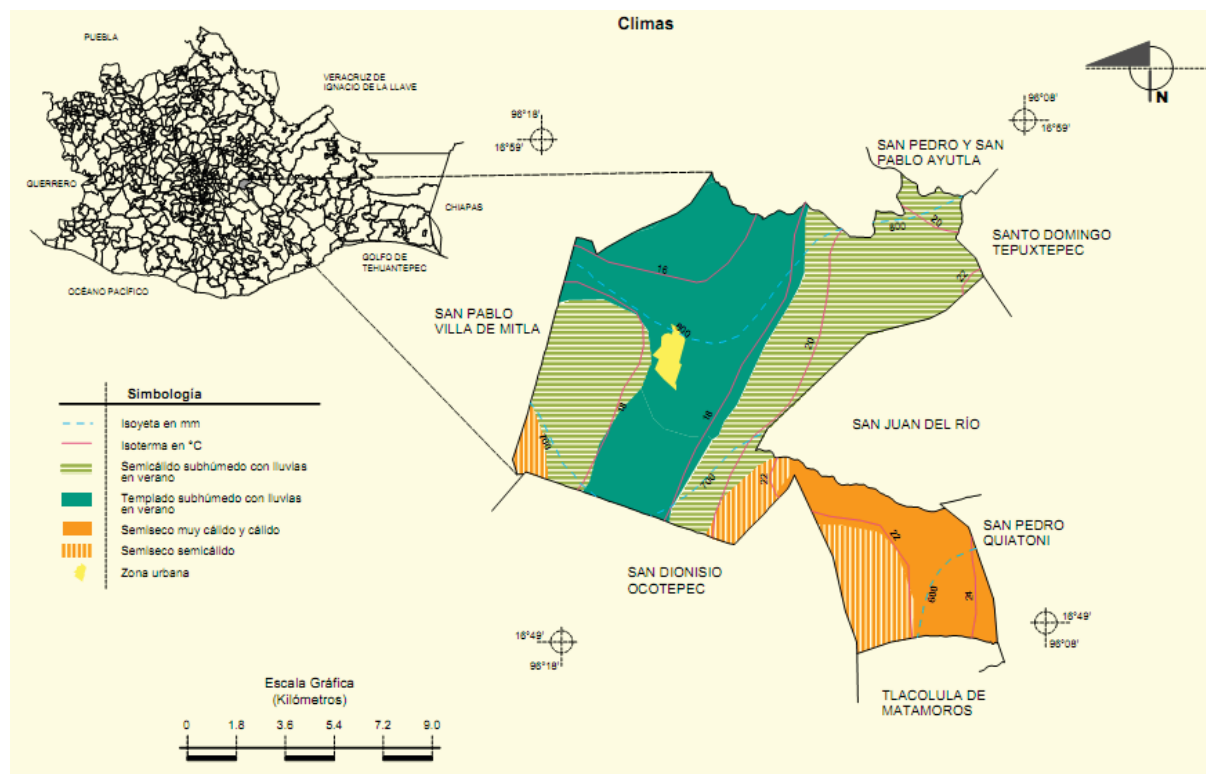 Climas
PUEBLA
VERACRUZ DE
IGNACIO DE LA LLAVE
GUERRERO
CHIAPAS
GOLFO DE
TEHUANTEPEC
OCÉANO PACÍFICO
96°18'
16°59'
96°08'
16°59'
N
SAN PEDRO Y SAN
PABLO AYUTLA
SANTO DOMINGO
TEPUXTEPEC
SAN PABLO
VILLA DE MITLA
SAN JUAN DEL RÍO
SAN PEDRO
QUIATONI
SAN DIONISIO
OCOTEPEC
TLACOLULA DE
MATAMOROS
800
20
22
16
800
20
18
18
700
700
22
22
600
24
Simbología
Isoyeta en mm
Isoterma en °C
Semicálido subhúmedo con lluvias
en verano
Templado subhúmedo con lluvias
en verano
Semiseco muy cálido y cálido
Semiseco semicálido
Zona urbana
16°49'
96°18'
16°49'
96°08'
Escala Gráfica
(Kilómetros)
0 1.8 3.6 5.4 7.2 9.0